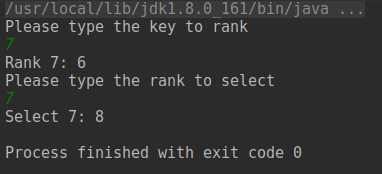 /usr/local/lib/jdk1.8.0_161/bin/java ...
Please type the key to rank
7
Rank 7: 6
Please type the rank to select
7
Select 7: 8
Process finished with exit code 0